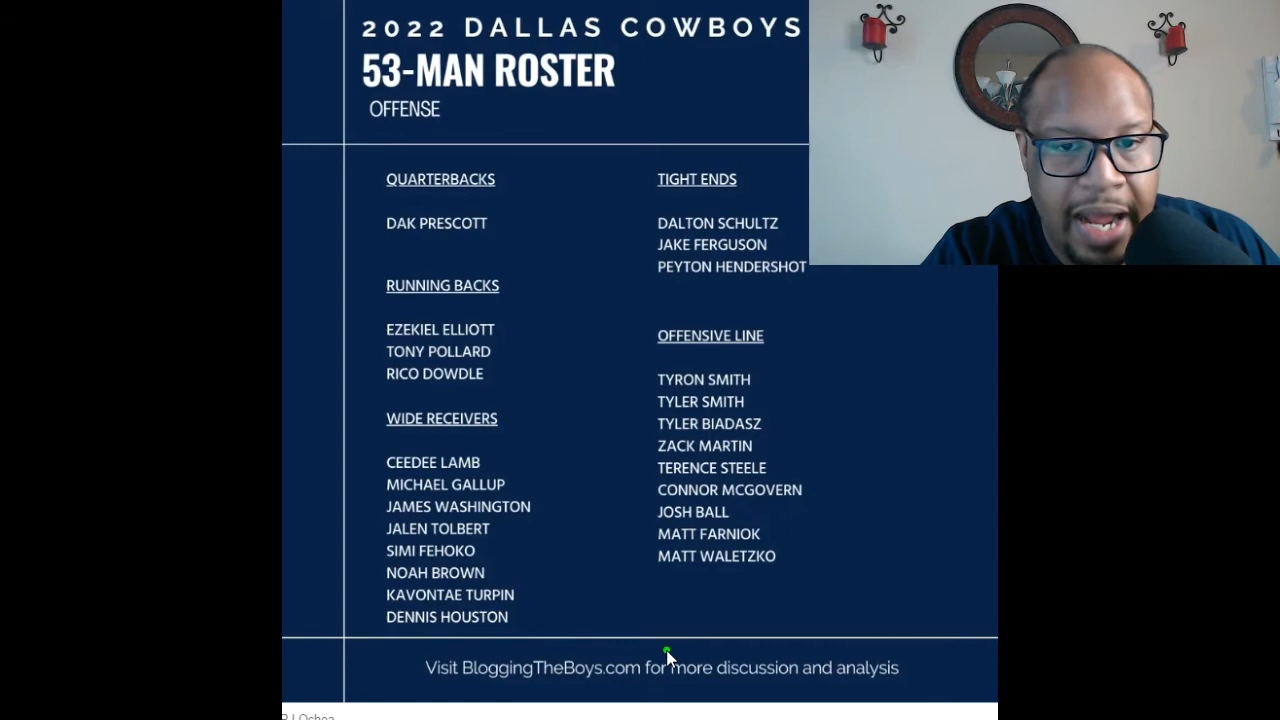 2022 DALLAS COWBOYS
53-MAN ROSTER
OFFENSE
QUARTERBACKS
DAK PRESCOTT
RUNNING BACKS
EZEKIEL ELLIOTT
TONY POLLARD
RICO DOWDLE
WIDE RECEIVERS
CEEDEE LAMB
MICHAEL GALLUP
JAMES WASHINGTON
JALEN TOLBERT
SIMI FEHOKO
NOAH BROWN
KAVONTAE TURPIN
DENNIS HOUSTON
TIGHT ENDS
DALTON SCHULTZ
JAKE FERGUSON
PEYTON HENDERSHOT
OFFENSIVE LINE
TYRON SMITH
TYLER SMITH
TYLER BIADASZ
ZACK MARTIN
TERENCE STEELE
CONNOR MCGOVERN
JOSH BALL
MATT FARNIOK
MATT WALETZKO
Visit BloggingTheBoys.com for more discussion and analysis